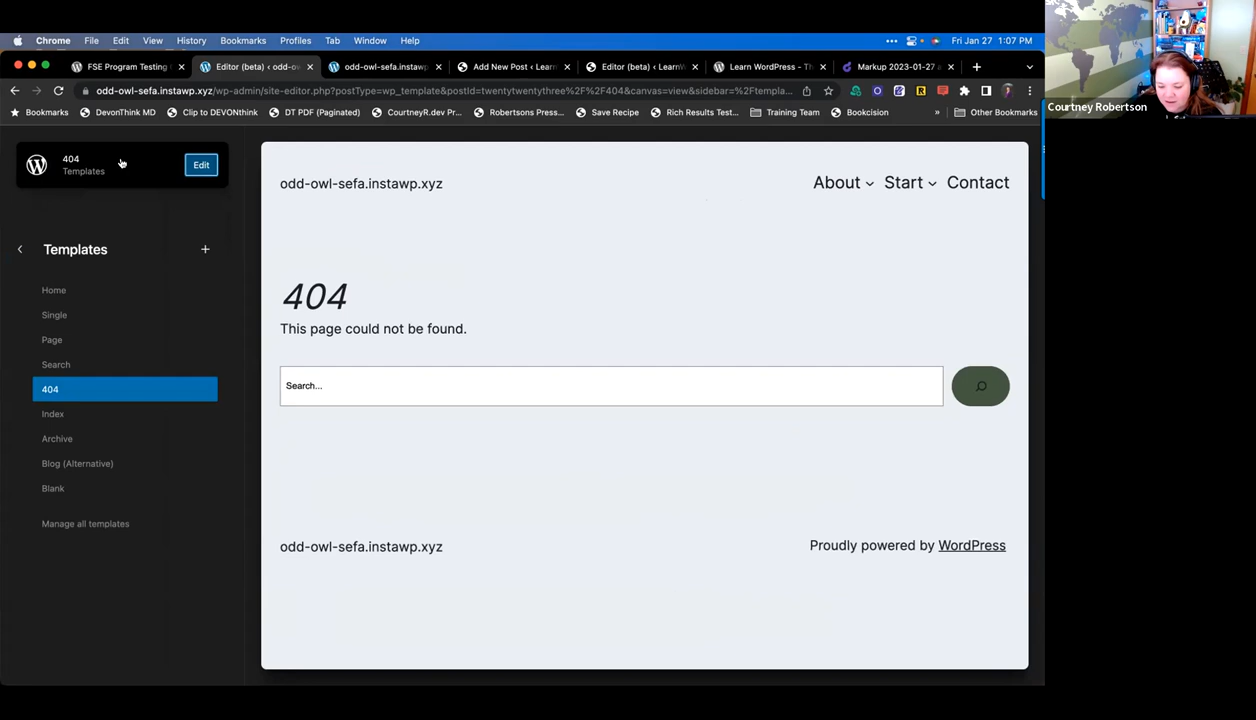 Chrome File Edit View History Bookmarks Profiles Tab Window Help ••• Fri Jan 27 1:07 PM
FSE Program Testing Editor (beta) ‹ odd-ow odd-owl-sefa.instawp. Add New Post ‹ Learn Editor (beta) ‹ LearnW Learn WordPress - Th Markup 2023-01-27
odd-owl-sefa.instawp.xyz/wp-admin/site-editor.php?postType=wp_template&postId=twentytwentythree%2F%2F404&canvas=view&sidebar=%2Ftempla...
Bookmarks DevonThink MD Clip to DEVONthink DT PDF (Paginated) CourtneyR.dev Pr... Robertsons Press... Save Recipe Rich Results Test... Training Team Bookcision » Other Bookmarks
Courtney Robertson
404
Templates
Edit
Templates
Home
Single
Page
Search
404
Index
Archive
Blog (Alternative)
Blank
Manage all templates
odd-owl-sefa.instawp.xyz About Start Contact
404
This page could not be found.
Search...
odd-owl-sefa.instawp.xyz Proudly powered by WordPress